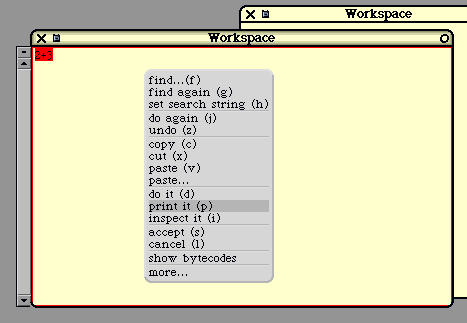 Workspace
Workspace
2+3
find...(f)
find again (g)
set search string (h)
do again (j)
undo (z)
copy (c)
cut (x)
paste (v)
paste...
do it (d)
print it (p)
inspect it (i)
accept (s)
cancel (l)
show bytecodes
more...